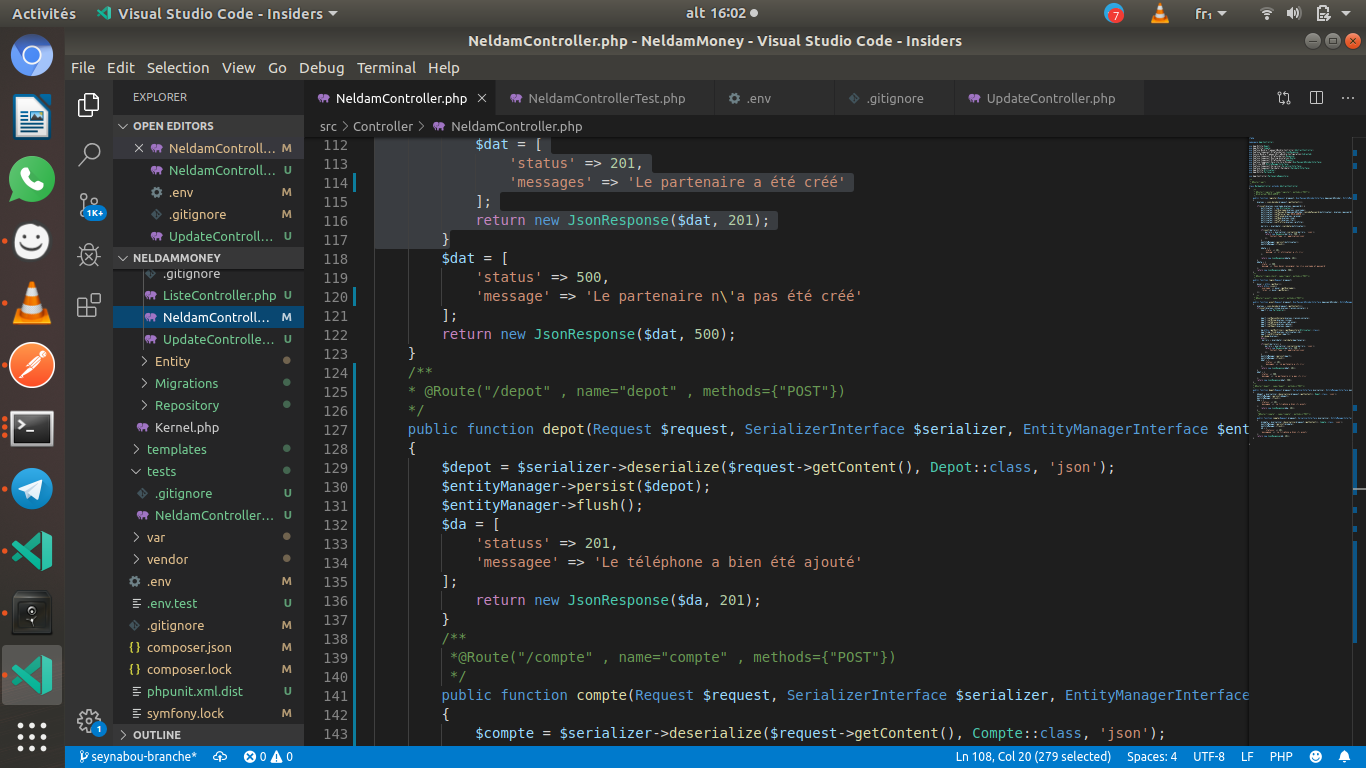 Activités
Visual Studio Code - Insiders
alt 16:02
7
fr₁
NeldamController.php - NeldamMoney - Visual Studio Code - Insiders
File Edit Selection View Go Debug Terminal Help
EXPLORER
NeldamController.php
NeldamControllerTest.php
.env
.gitignore
UpdateController.php
OPEN EDITORS
src > Controller > NeldamController.php
NeldamControll... M
NeldamControll... U
.env M
.gitignore M
UpdateControll... U
1K+
NELDAMMONEY
.gitignore
ListeController.php U
NeldamControll... M
UpdateControlle... U
Entity
Migrations
Repository
Kernel.php
templates
tests
.gitignore U
NeldamController... U
var
vendor
.env M
.env.test U
.gitignore M
composer.json M
composer.lock M
phpunit.xml.dist U
symfony.lock M
OUTLINE
1
112 $dat = [
113 'status' => 201,
114 'messages' => 'Le partenaire a été créé'
115 ];
116 return new JsonResponse($dat, 201);
117 }
118 $dat = [
119 'status' => 500,
120 'message' => 'Le partenaire n\'a pas été créé'
121 ];
122 return new JsonResponse($dat, 500);
123 }
124 /**
125 * @Route("/depot" , name="depot" , methods={"POST"})
126 */
127 public function depot(Request $request, SerializerInterface $serializer, EntityManagerInterface $ent
128 {
129 $depot = $serializer->deserialize($request->getContent(), Depot::class, 'json');
130 $entityManager->persist($depot);
131 $entityManager->flush();
132 $da = [
133 'statuss' => 201,
134 'messagee' => 'Le téléphone a bien été ajouté'
135 ];
136 return new JsonResponse($da, 201);
137 }
138 /**
139 *@Route("/compte" , name="compte" , methods={"POST"})
140 */
141 public function compte(Request $request, SerializerInterface $serializer, EntityManagerInterface
142 {
143 $compte = $serializer->deserialize($request->getContent(), Compte::class, 'json');
seynabou-branche* 0 0
Ln 108, Col 20 (279 selected) Spaces: 4 UTF-8 LF PHP